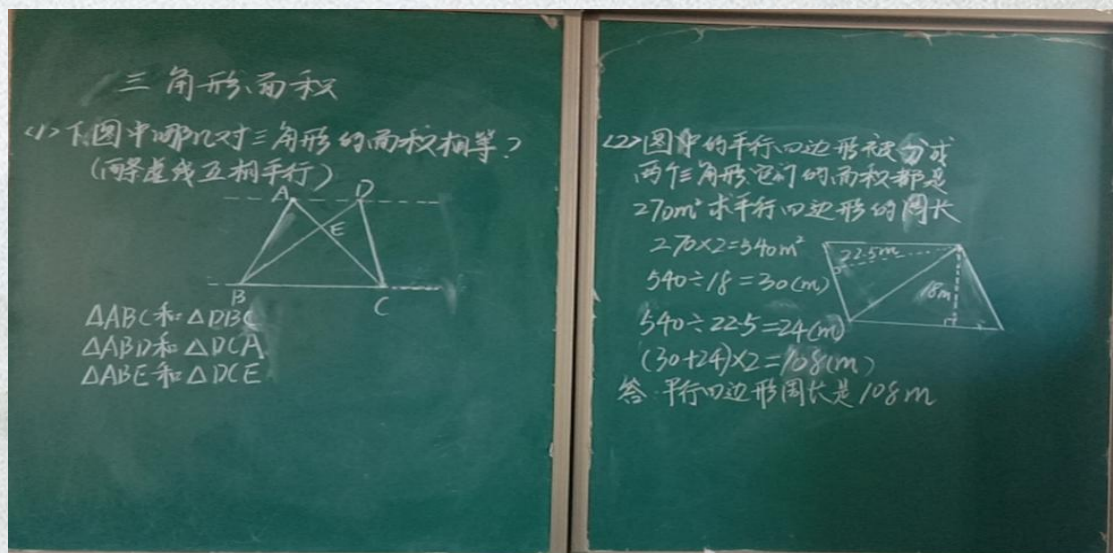 三角形面积
<1>下图中哪几对三角形的面积相等?
(两条虚线互相平行)
A D
E
B
C
△ABC和△DBC
△ABD和△DCA
△ABE和△DCE
<2>图中的平行四边形被分成
两个三角形,它们的面积都是
270m²求平行四边形的周长
270×2=540m²
22.5m
540÷18=30(m)
18m
540÷22.5=24(m)
(30+24)×2=108(m)
答:平行四边形周长是108m